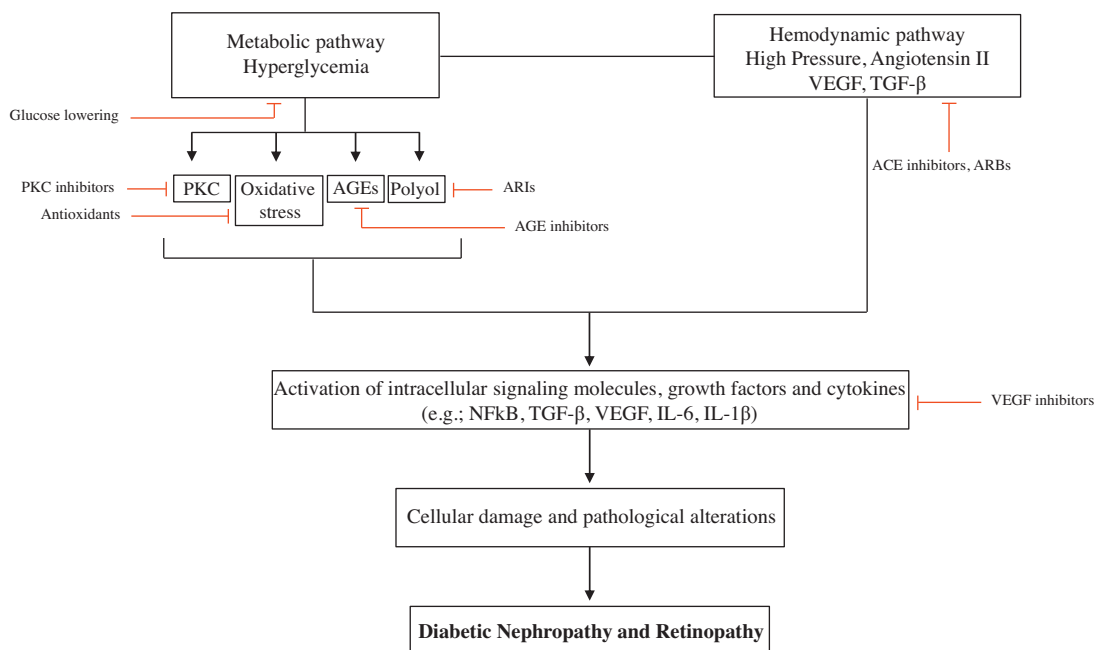 Metabolic pathway
Hyperglycemia
Hemodynamic pathway
High Pressure, Angiotensin II
VEGF, TGF-β
Glucose lowering
ACE inhibitors, ARBs
PKC inhibitors
PKC
Oxidative
stress
AGEs
Polyol
ARIs
Antioxidants
AGE inhibitors
Activation of intracellular signaling molecules, growth factors and cytokines
(e.g.; NFkB, TGF-β, VEGF, IL-6, IL-1β)
VEGF inhibitors
Cellular damage and pathological alterations
Diabetic Nephropathy and Retinopathy